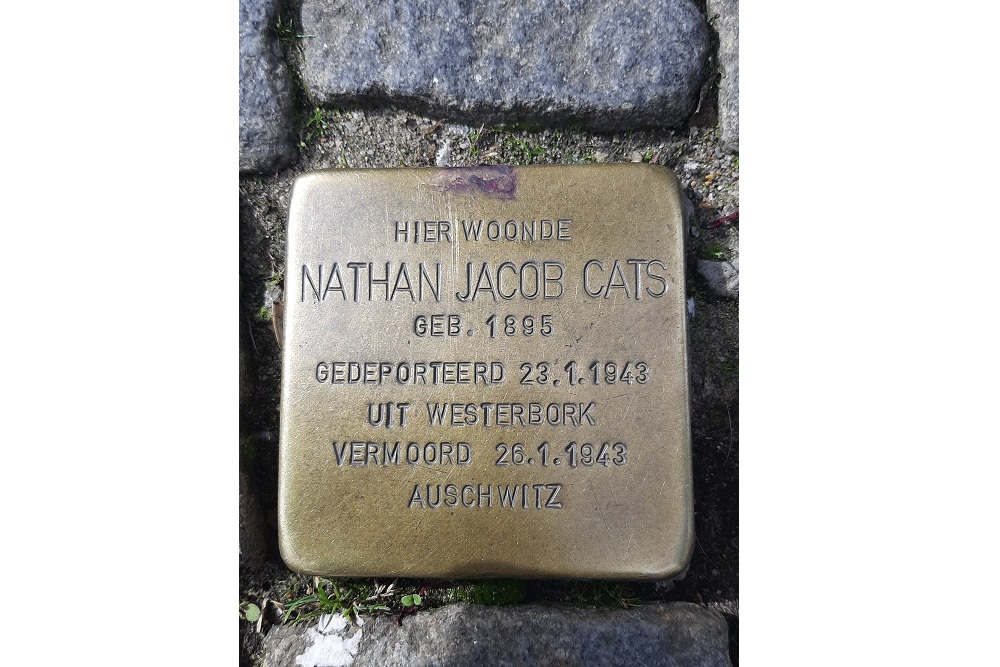 HIER WOONDE
NATHAN JACOB CATS
GEB. 1895
GEDEPORTEERD 23.1.1943
UIT WESTERBORK
VERMOORD 26.1.1943
AUSCHWITZ